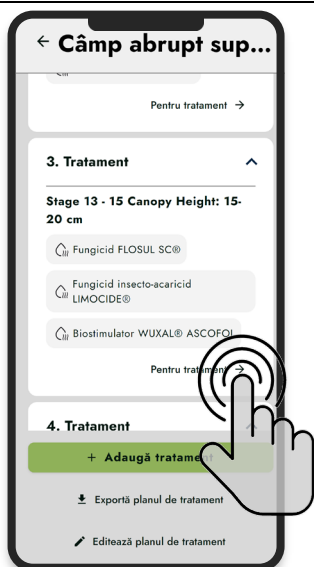 ← Câmp abrupt sup...
Pentru tratament →
3. Tratament
Stage 13 - 15 Canopy Height: 15-
20 cm
Fungicid FLOSUL SC®
Fungicid insecto-acaricid
LIMOCIDE®
Biostimulator WUXAL® ASCOFOL
Pentru tratament →
4. Tratament
+ Adaugă tratament
Exportă planul de tratament
Editează planul de tratament